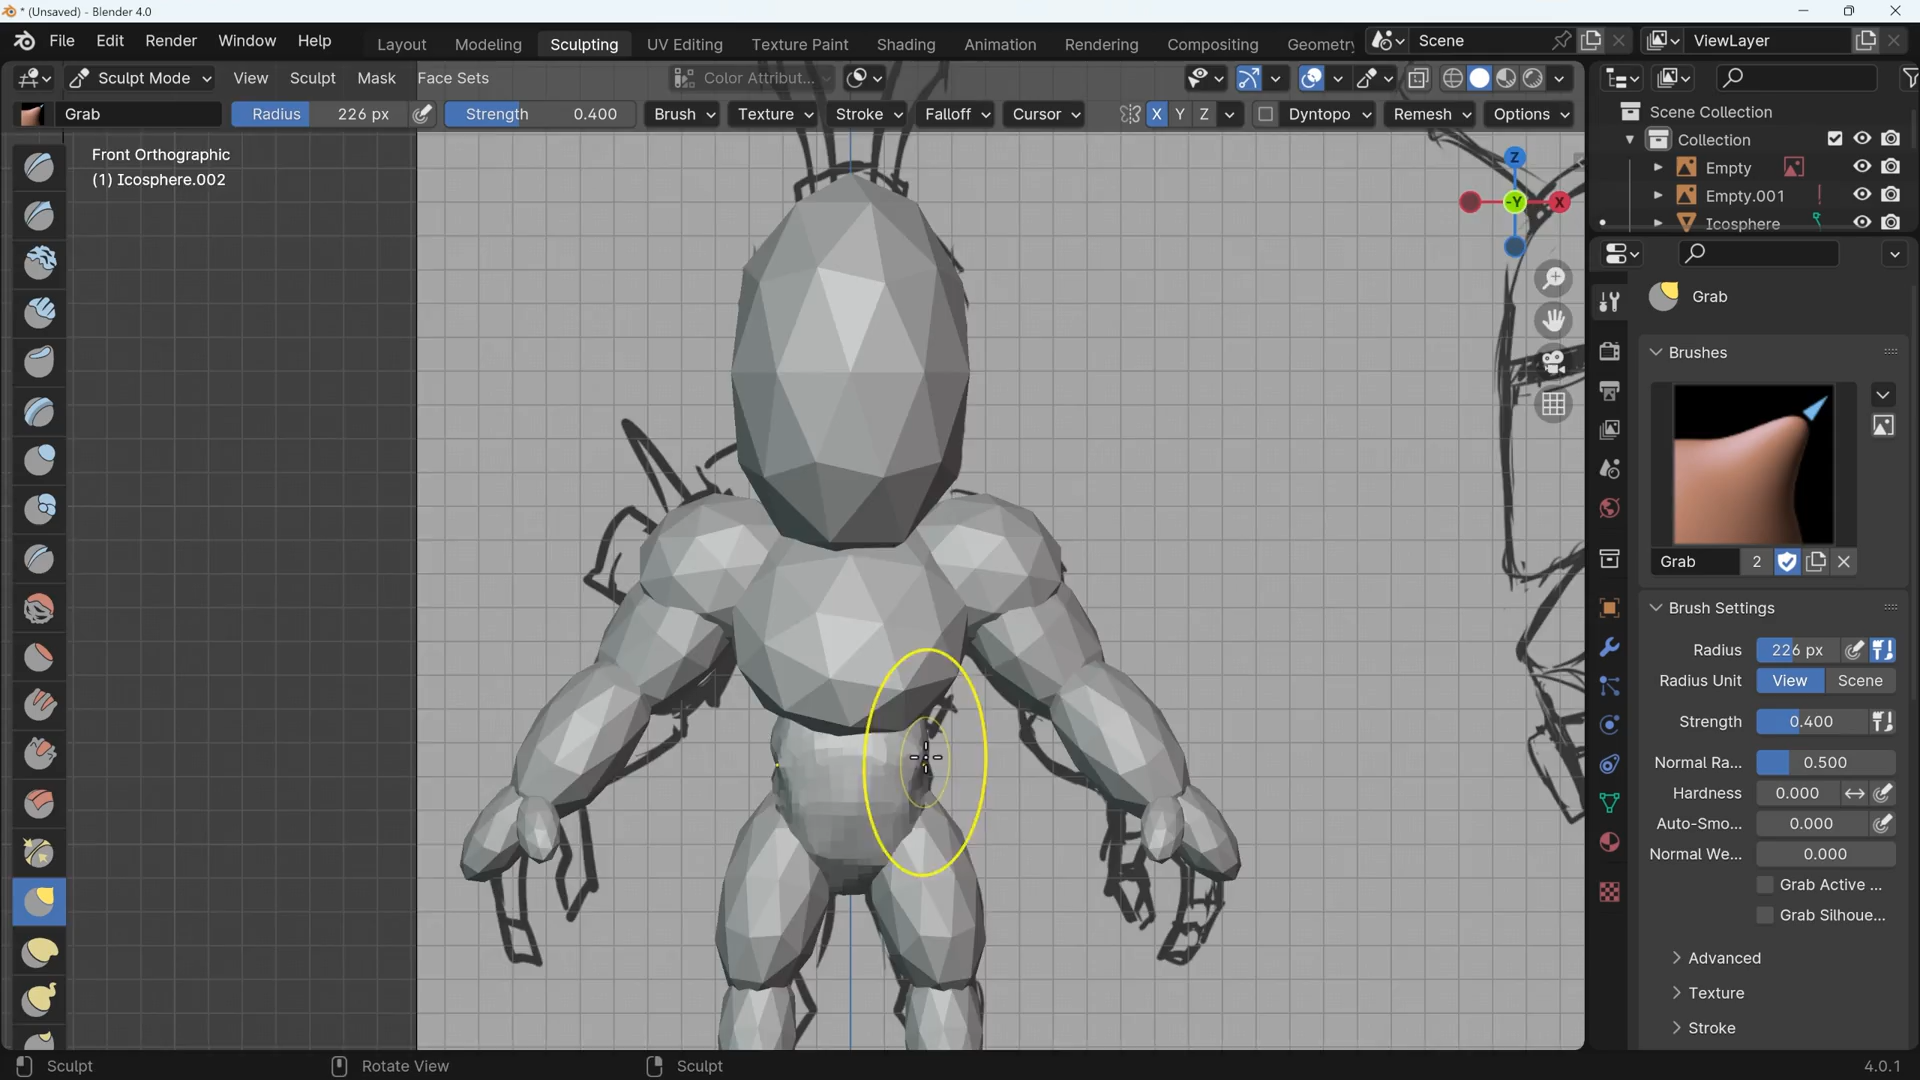 * (Unsaved) - Blender 4.0
File Edit Render Window Help Layout Modeling Sculpting UV Editing Texture Paint Shading Animation Rendering Compositing Geometry Scene ViewLayer
Sculpt Mode View Sculpt Mask Face Sets Color Attribut...
Grab Radius 226 px Strength 0.400 Brush Texture Stroke Falloff Cursor X Y Z Dyntopo Remesh Options
Front Orthographic
(1) Icosphere.002
Z
-Y X
Scene Collection
Collection
Empty
Empty.001
Icosphere
Grab
Brushes
Grab 2
Brush Settings
Radius 226 px
Radius Unit View Scene
Strength 0.400
Normal Ra... 0.500
Hardness 0.000
Auto-Smo... 0.000
Normal We... 0.000
Grab Active ...
Grab Silhoue...
Advanced
Texture
Stroke
Sculpt Rotate View Sculpt 4.0.1